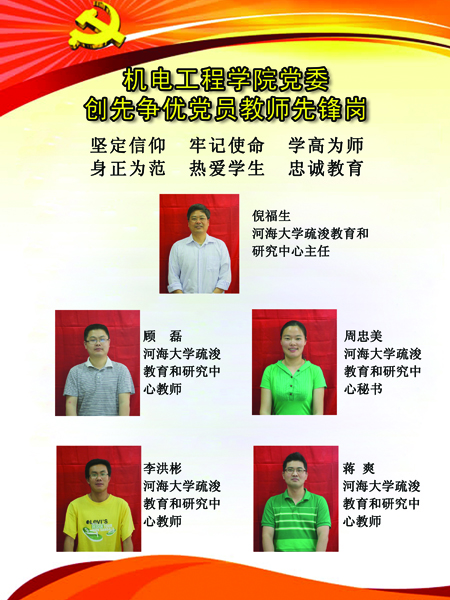 机电工程学院党委
创先争优党员教师先锋岗
坚定信仰 牢记使命 学高为师
身正为范 热爱学生 忠诚教育
倪福生
河海大学疏浚教育和
研究中心主任
顾 磊
河海大学疏浚
教育和研究中
心教师
周忠美
河海大学疏浚
教育和研究中
心秘书
李洪彬
河海大学疏浚
教育和研究中
心教师
蒋 爽
河海大学疏浚
教育和研究中
心教师